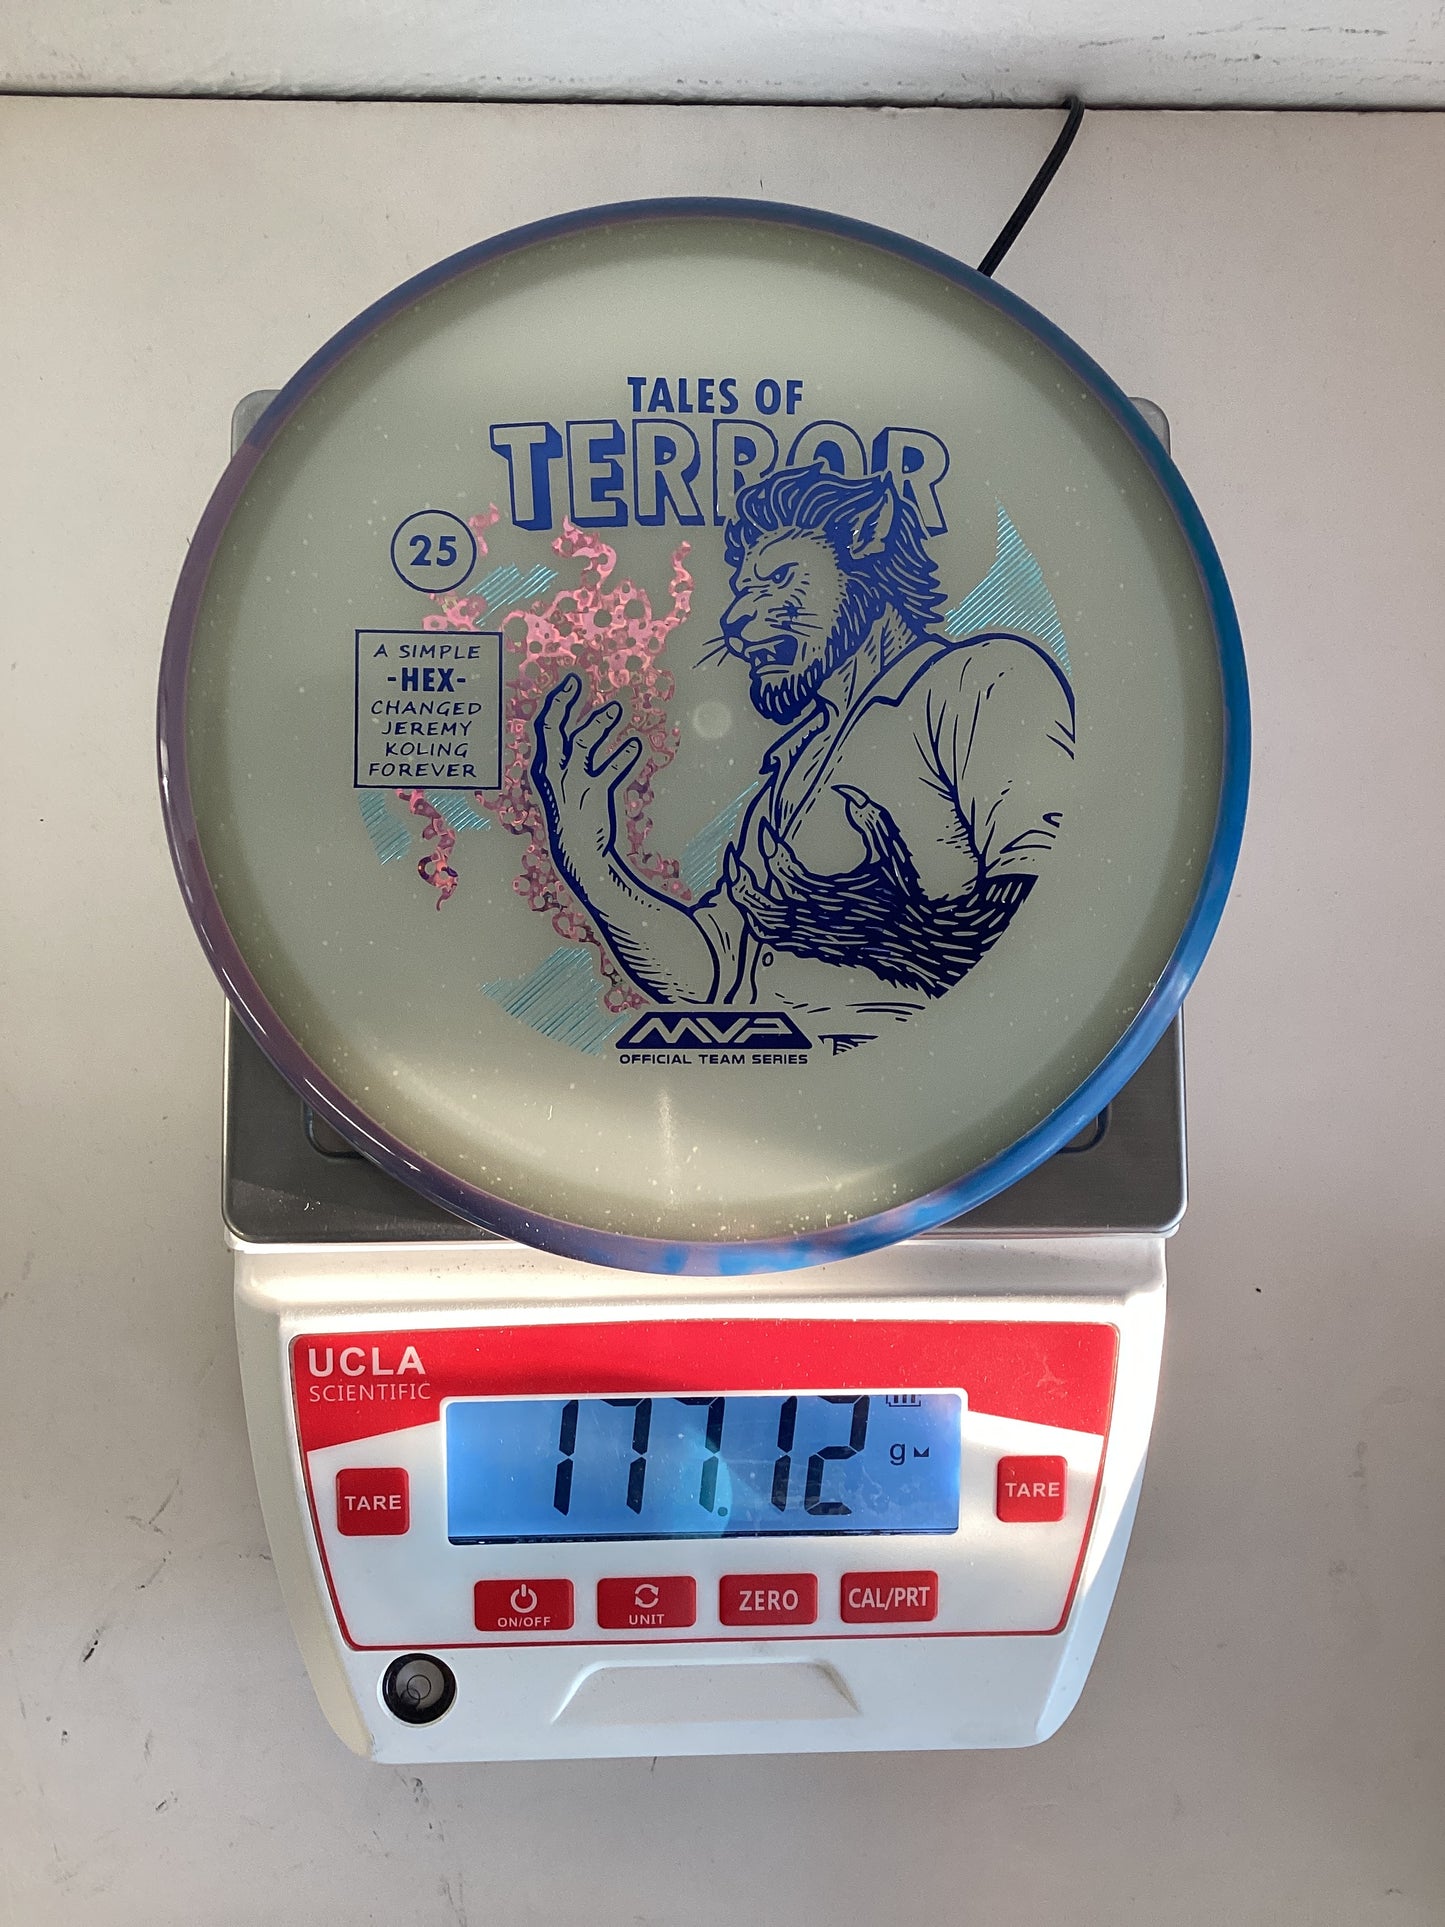 TALES OF
TERROR
25
A SIMPLE
-HEX-
CHANGED
JEREMY
KOLING
FOREVER
MVP
OFFICIAL TEAM SERIES
UCLA
SCIENTIFIC
177.12 g
TARE
TARE
ON/OFF
UNIT
ZERO
CAL/PRT